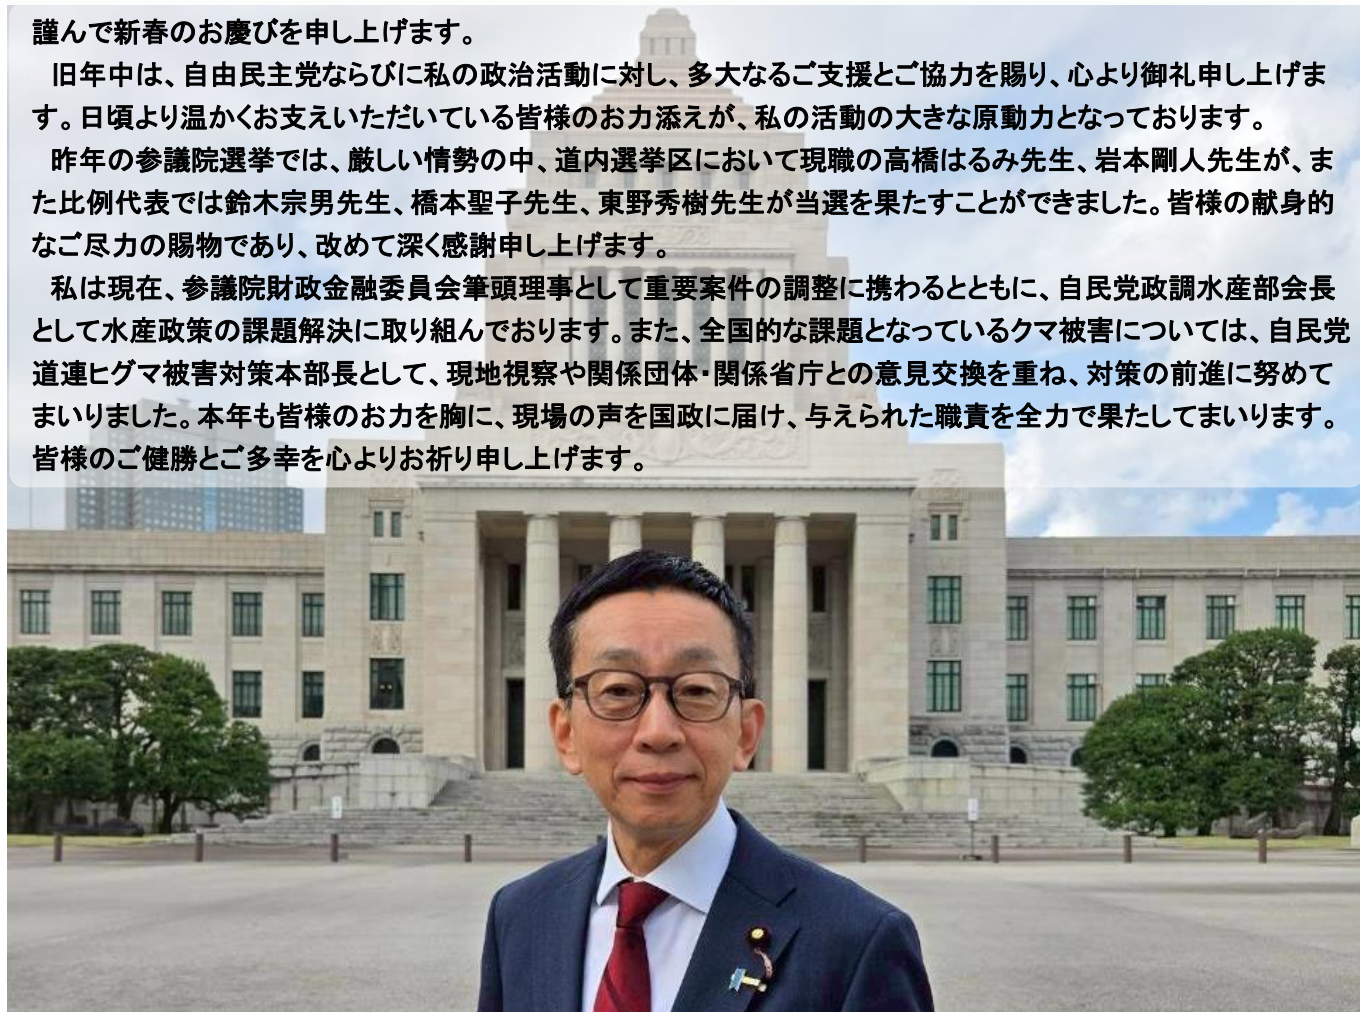 謹んで新春のお慶びを申し上げます。
旧年中は、自由民主党ならびに私の政治活動に対し、多大なるご支援とご協力を賜り、心より御礼申し上げま
す。日頃より温かくお支えいただいている皆様のお力添えが、私の活動の大きな原動力となっております。
昨年の参議院選挙では、厳しい情勢の中、道内選挙区において現職の高橋はるみ先生、岩本剛人先生が、ま
た比例代表では鈴木宗男先生、橋本聖子先生、東野秀樹先生が当選を果たすことができました。皆様の献身的
なご尽力の賜物であり、改めて深く感謝申し上げます。
私は現在、参議院財政金融委員会筆頭理事として重要案件の調整に携わるとともに、自民党政調水産部会長
として水産政策の課題解決に取り組んでおります。また、全国的な課題となっているクマ被害については、自民党
道連ヒグマ被害対策本部長として、現地視察や関係団体・関係省庁との意見交換を重ね、対策の前進に努めて
まいりました。本年も皆様のお力を胸に、現場の声を国政に届け、与えられた職責を全力で果たしてまいります。
皆様のご健勝とご多幸を心よりお祈り申し上げます。